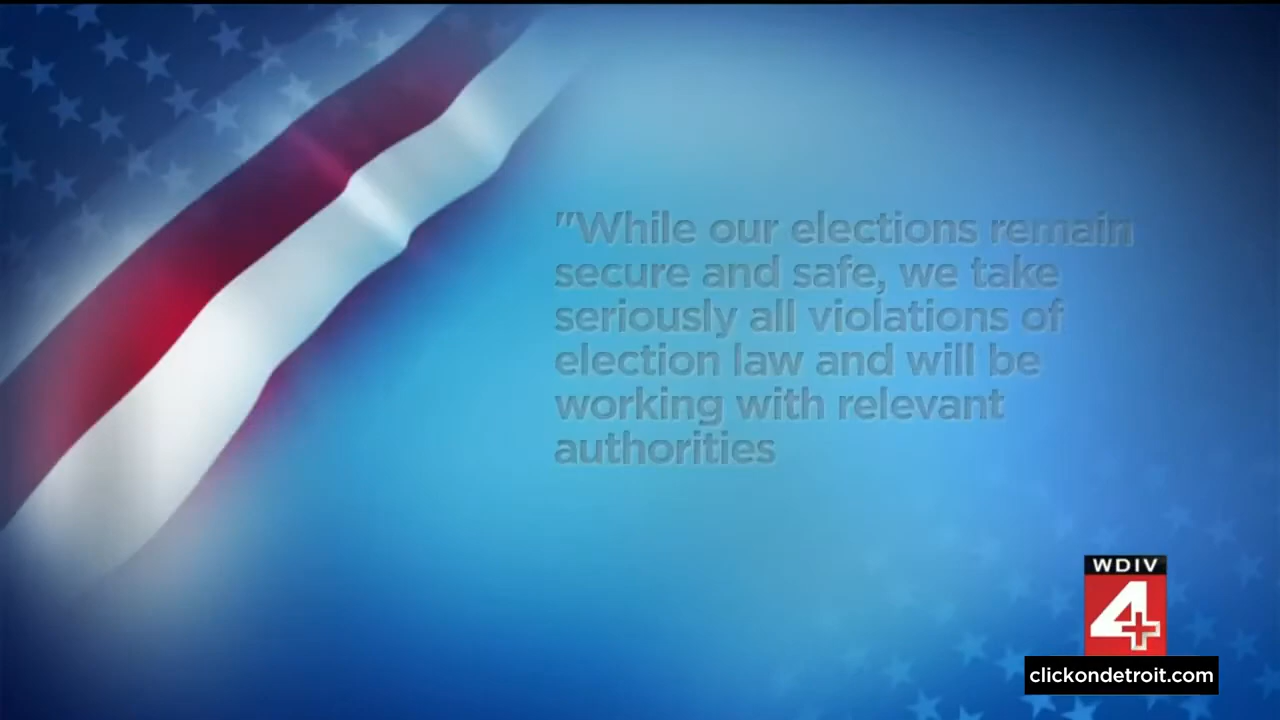 "While our elections remain
secure and safe, we take
seriously all violations of
election law and will be
working with relevant
authorities
WDIV
4+
clickondetroit.com